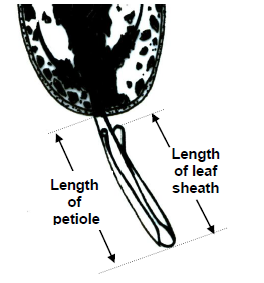 Length
of
petiole
Length
of leaf
sheath